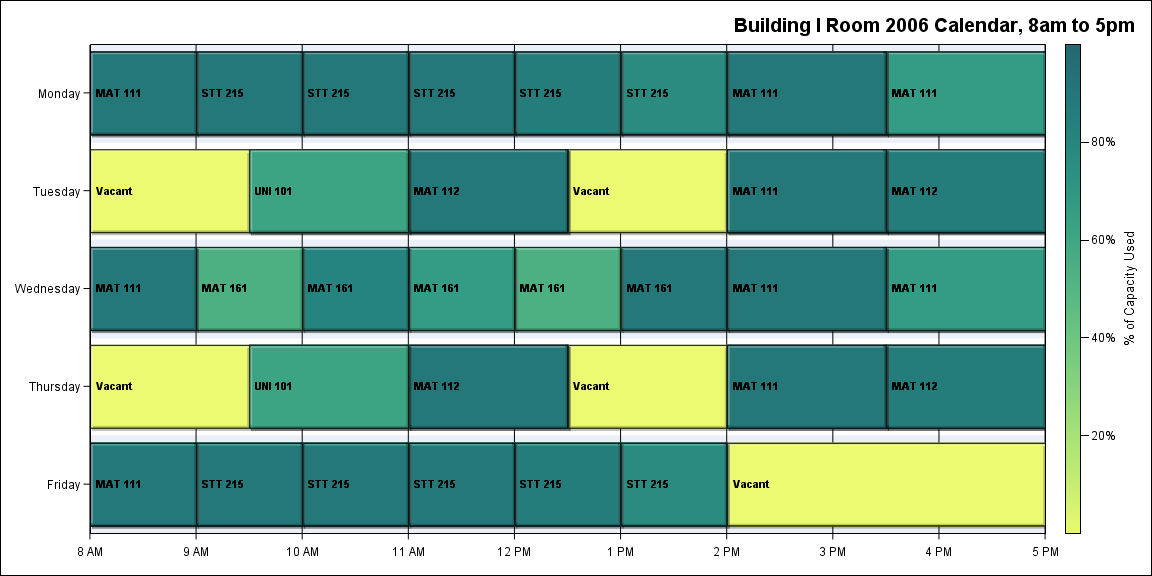 Building I Room 2006 Calendar, 8am to 5pm
Monday
MAT 111
STT 215
STT 215
STT 215
STT 215
STT 215
MAT 111
MAT 111
Tuesday
Vacant
UNI 101
MAT 112
Vacant
MAT 111
MAT 112
Wednesday
MAT 111
MAT 161
MAT 161
MAT 161
MAT 161
MAT 161
MAT 111
MAT 111
Thursday
Vacant
UNI 101
MAT 112
Vacant
MAT 111
MAT 112
Friday
MAT 111
STT 215
STT 215
STT 215
STT 215
STT 215
Vacant
8 AM
9 AM
10 AM
11 AM
12 PM
1 PM
2 PM
3 PM
4 PM
5 PM
80%
60%
40%
20%
% of Capacity Used